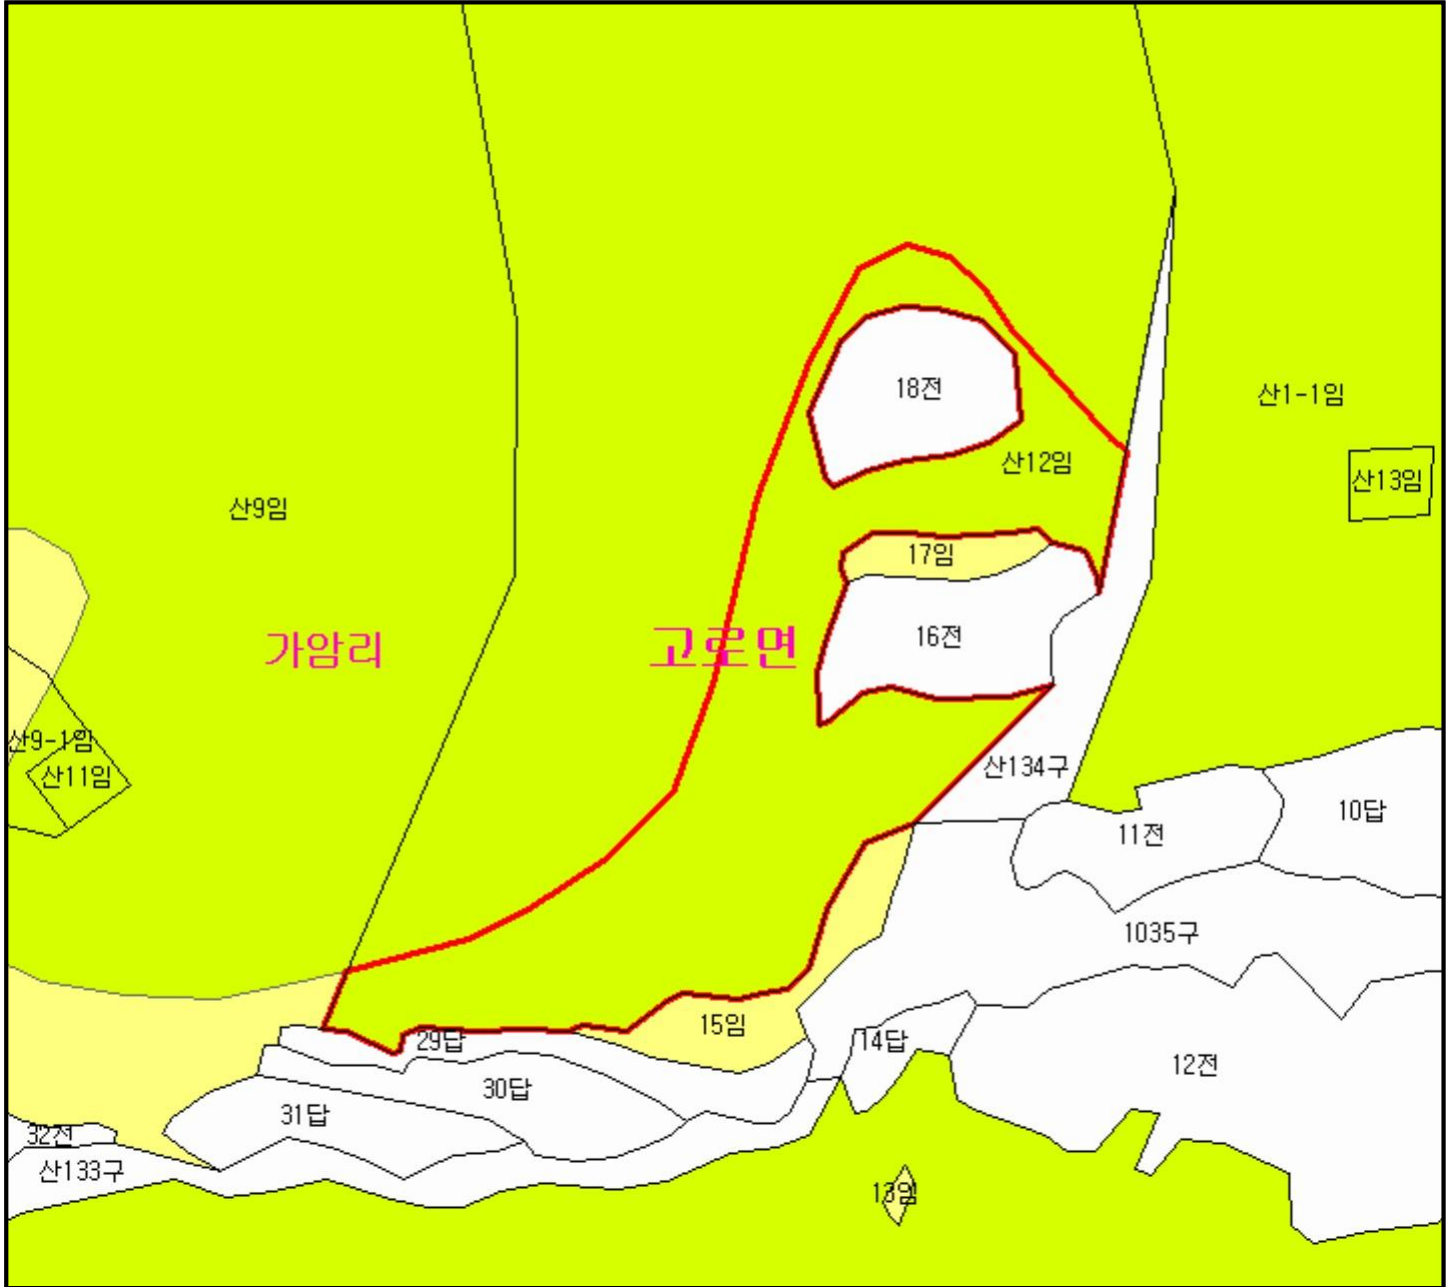 18전
산1-1임
산12임
산13임
산9임
17임
16전
가암리
고로면
산9-1임
산11임
산134구
10답
11전
1035구
15임
29답
14답
12전
30답
31답
32전
산133구
13임